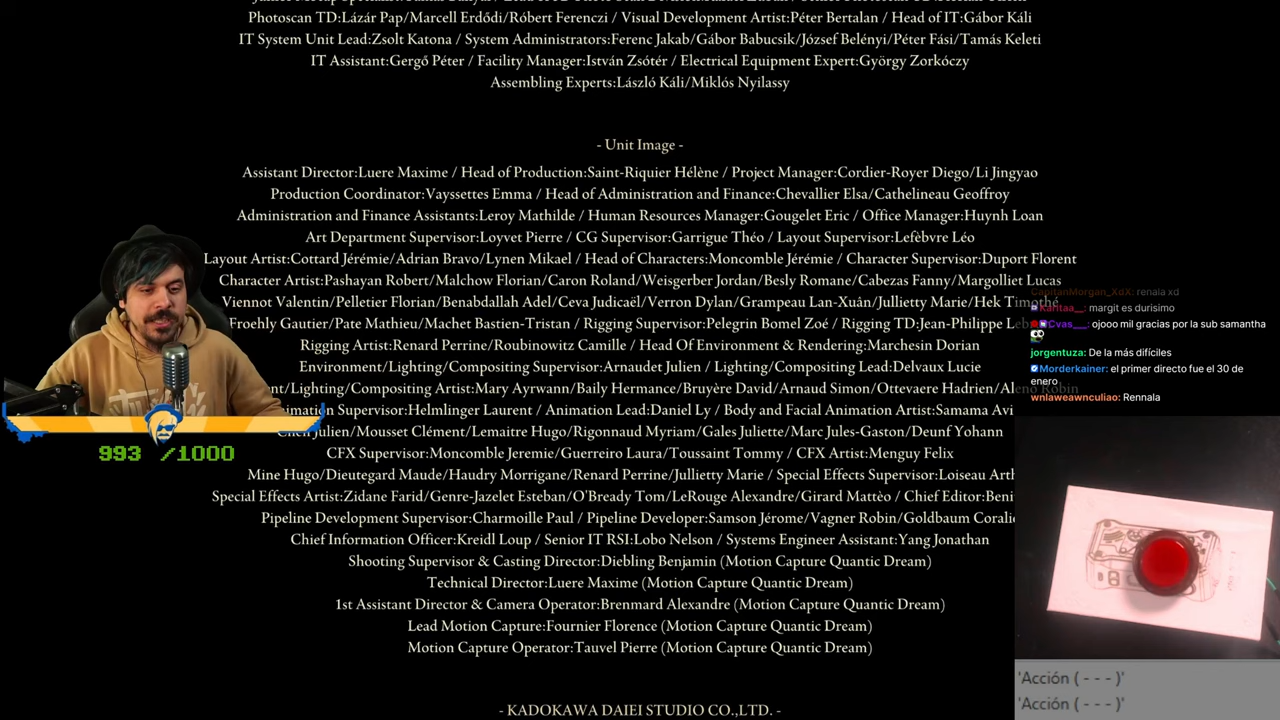 Photoscan TD:Lázár Pap/Marcell Erdődi/Róbert Ferenczi / Visual Development Artist:Péter Bertalan / Head of IT:Gábor Káli
IT System Unit Lead:Zsolt Katona / System Administrators:Ferenc Jakab/Gábor Babucsik/József Belényi/Péter Fási/Tamás Keleti
IT Assistant:Gergő Péter / Facility Manager:István Zsótér / Electrical Equipment Expert:György Zorkóczy
Assembling Experts:László Káli/Miklós Nyilassy
- Unit Image -
Assistant Director:Luere Maxime / Head of Production:Saint-Riquier Hélène / Project Manager:Cordier-Royer Diego/Li Jingyao
Production Coordinator:Vayssettes Emma / Head of Administration and Finance:Chevallier Elsa/Cathelineau Geoffroy
Administration and Finance Assistants:Leroy Mathilde / Human Resources Manager:Gougelet Eric / Office Manager:Huynh Loan
Art Department Supervisor:Loyvet Pierre / CG Supervisor:Garrigue Théo / Layout Supervisor:Lefèbvre Léo
Layout Artist:Cottard Jérémie/Adrian Bravo/Lynen Mikael / Head of Characters:Moncomble Jérémie / Character Supervisor:Duport Florent
Character Artist:Pashayan Robert/Malchow Florian/Caron Roland/Weisgerber Jordan/Besly Romane/Cabezas Fanny/Margolliet Lucas
Viennot Valentin/Pelletier Florian/Benabdallah Adel/Ceva Judicaël/Verron Dylan/Grampeau Lan-Xuân/Jullietty Marie/Hek Timothé
Froehly Gautier/Pate Mathieu/Machet Bastien-Tristan / Rigging Supervisor:Pelegrin Bomel Zoé / Rigging TD:Jean-Philippe
Rigging Artist:Renard Perrine/Roubinowitz Camille / Head Of Environment & Rendering:Marchesin Dorian
Environment/Lighting/Compositing Supervisor:Arnaudet Julien / Lighting/Compositing Lead:Delvaux Lucie
/Lighting/Compositing Artist:Mary Ayrwann/Baily Hermance/Bruyère David/Arnaud Simon/Ottevaere Hadrien/Aleno Robin
Supervisor:Helmlinger Laurent / Animation Lead:Daniel Ly / Body and Facial Animation Artist:Samama Avi
Julien/Mousset Clément/Lemaitre Hugo/Rigonnaud Myriam/Gales Juliette/Marc Jules-Gaston/Deunf Yohann
CFX Supervisor:Moncomble Jeremie/Guerreiro Laura/Toussaint Tommy / CFX Artist:Menguy Felix
Mine Hugo/Dieutegard Maude/Haudry Morrigane/Renard Perrine/Jullietty Marie / Special Effects Supervisor:Loiseau
Special Effects Artist:Zidane Farid/Genre-Jazelet Esteban/O'Bready Tom/LeRouge Alexandre/Girard Mattèo / Chief Editor:
Pipeline Development Supervisor:Charmoille Paul / Pipeline Developer:Samson Jérome/Vagner Robin/Goldbaum
Chief Information Officer:Kreidl Loup / Senior IT RSI:Lobo Nelson / Systems Engineer Assistant:Yang Jonathan
Shooting Supervisor & Casting Director:Diebling Benjamin (Motion Capture Quantic Dream)
Technical Director:Luere Maxime (Motion Capture Quantic Dream)
1st Assistant Director & Camera Operator:Brenmard Alexandre (Motion Capture Quantic Dream)
Lead Motion Capture:Fournier Florence (Motion Capture Quantic Dream)
Motion Capture Operator:Tauvel Pierre (Motion Capture Quantic Dream)
- KADOKAWA DAIEI STUDIO CO.,LTD. -
993 /1000
CapitanMorgan_XdX: renala xd
Karitaa__: margit es durisimo
Cvas___: ojooo mil gracias por la sub samantha
jorgentuza: De la más difíciles
Morderkainer: el primer directo fue el 30 de
enero
wnlaweawnculiao: Rennala
'Acción ( - - - )'
'Acción ( - - - )'